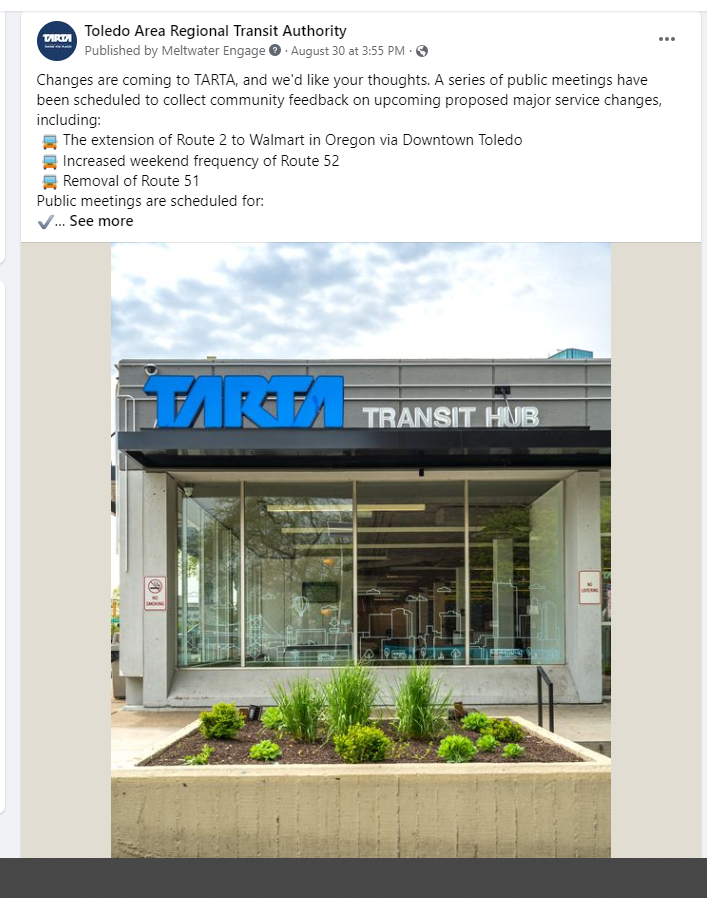 Toledo Area Regional Transit Authority
Published by Meltwater Engage · August 30 at 3:55 PM ·
Changes are coming to TARTA, and we'd like your thoughts. A series of public meetings have
been scheduled to collect community feedback on upcoming proposed major service changes,
including:
The extension of Route 2 to Walmart in Oregon via Downtown Toledo
Increased weekend frequency of Route 52
Removal of Route 51
Public meetings are scheduled for:
... See more
TARTA TRANSIT HUB
NO
SMOKING
NO
LOITERING